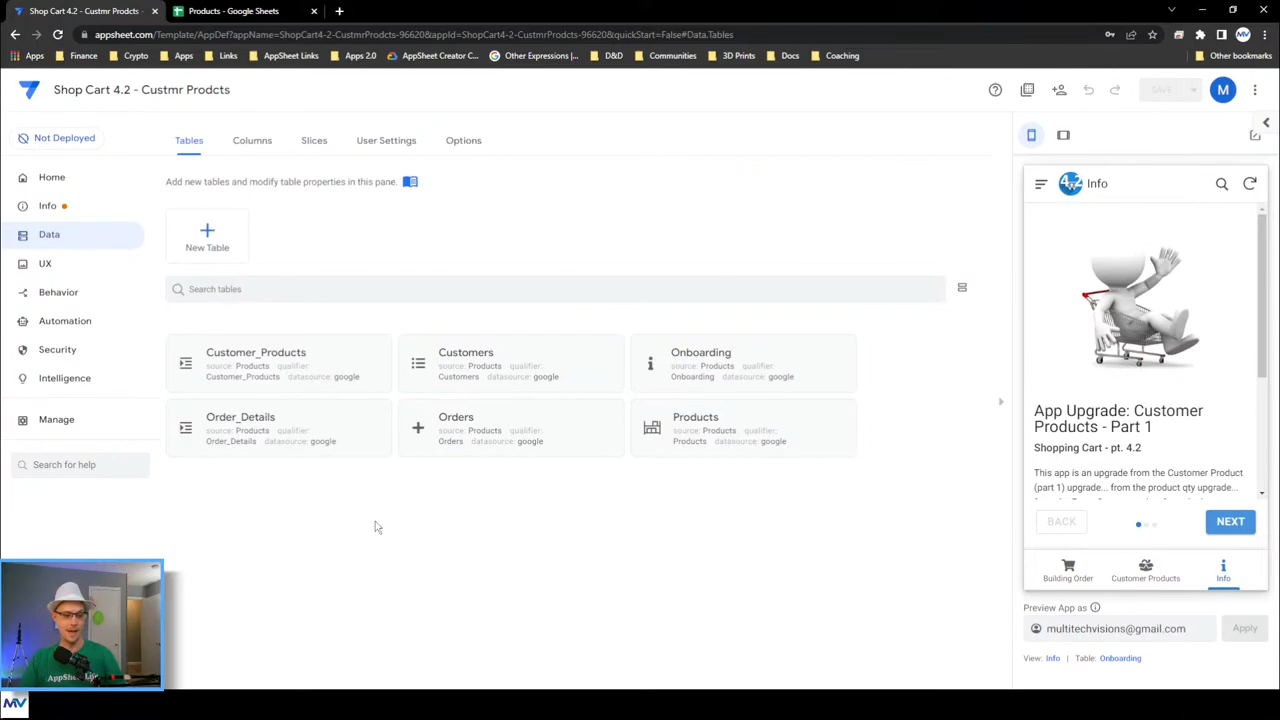 Shop Cart 4.2 - Custmr Prodcts -
Products - Google Sheets
appsheet.com/Template/AppDef?appName=ShopCart4-2-CustmrProdcts-96620&appId=ShopCart4-2-CustmrProdcts-96620&quickStart=False#Data.Tables
Apps
Finance
Crypto
Apps
Links
AppSheet Links
Apps 2.0
AppSheet Creator C...
Other Expressions |...
D&D
Communities
3D Prints
Docs
Coaching
Other bookmarks
Shop Cart 4.2 - Custmr Prodcts
SAVE
M
Not Deployed
Home
Info
Data
UX
Behavior
Automation
Security
Intelligence
Manage
Search for help
Tables
Columns
Slices
User Settings
Options
Add new tables and modify table properties in this pane.
New Table
Search tables
Customer_Products
source: Products qualifier:
Customer_Products datasource: google
Customers
source: Products qualifier:
Customers datasource: google
Onboarding
source: Products qualifier:
Onboarding datasource: google
Order_Details
source: Products qualifier:
Order_Details datasource: google
Orders
source: Products qualifier:
Orders datasource: google
Products
source: Products qualifier:
Products datasource: google
4.2 Info
App Upgrade: Customer
Products - Part 1
Shopping Cart - pt. 4.2
This app is an upgrade from the Customer Product
(part 1) upgrade... from the product qty upgrade...
BACK
NEXT
Building Order
Customer Products
Info
Preview App as
multitechvisions@gmail.com
Apply
View: Info | Table: Onboarding
MV